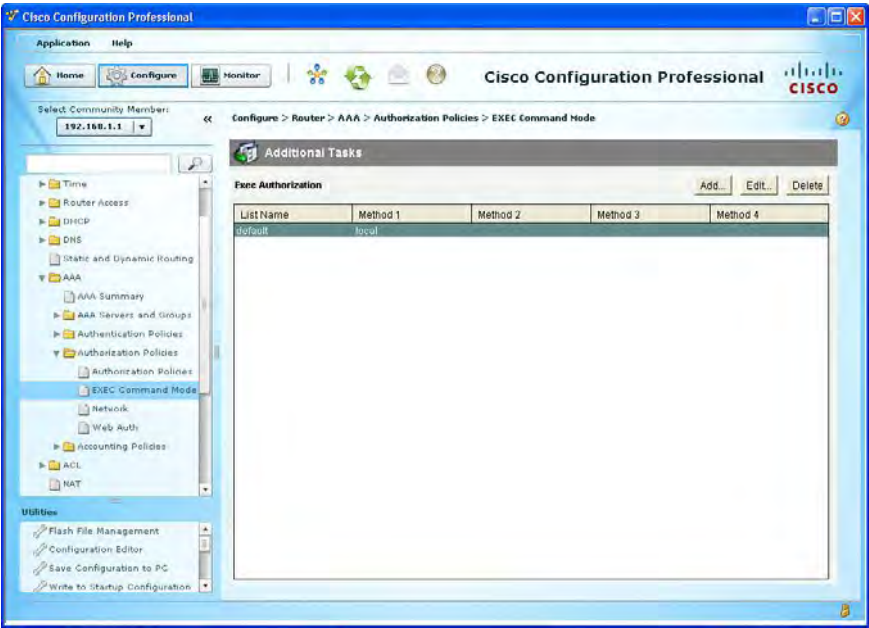 Cisco Configuration Professional
Application Help
Home Configure Monitor Cisco Configuration Professional CISCO
Select Community Member:
192.168.1.1
Configure > Router > AAA > Authorization Policies > EXEC Command Mode
Additional Tasks
Exec Authorization Add... Edit... Delete
List Name Method 1 Method 2 Method 3 Method 4
default local
Time
Router Access
DHCP
DNS
Static and Dynamic Routing
AAA
AAA Summary
AAA Servers and Groups
Authentication Policies
Authorization Policies
Authorization Policies
EXEC Command Mode
Network
Web Auth
Accounting Policies
ACL
NAT
Utilities
Flash File Management
Configuration Editor
Save Configuration to PC
Write to Startup Configuration